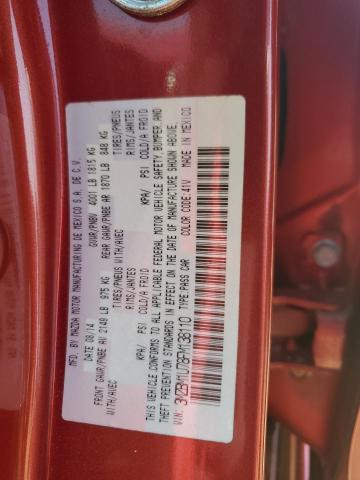 MFD. BY MAZDA MOTOR MANUFACTURING DE MEXICO S.A. DE C.V.
DATE 08/14 GVWR/PNBV 4001 LB 1815 KG
FRONT GAWR/PNBE AV 2149 LB 975 KG REAR GAWR/PNBE AR 1870 LB 848 KG
WITH/AVEC TIRES/PNEUS WITH/AVEC TIRES/PNEUS
RIMS/JANTES RIMS/JANTES
KPA/ PSI COLD/A FROID KPA/ PSI COLD/A FROID
THIS VEHICLE CONFORMS TO ALL APPLICABLE FEDERAL MOTOR VEHICLE SAFETY, BUMPER, AND
THEFT PREVENTION STANDARDS IN EFFECT ON THE DATE OF MANUFACTURE SHOWN ABOVE.
VIN: TYPE: PASS CAR COLOR CODE: 41V MADE IN MEXICO